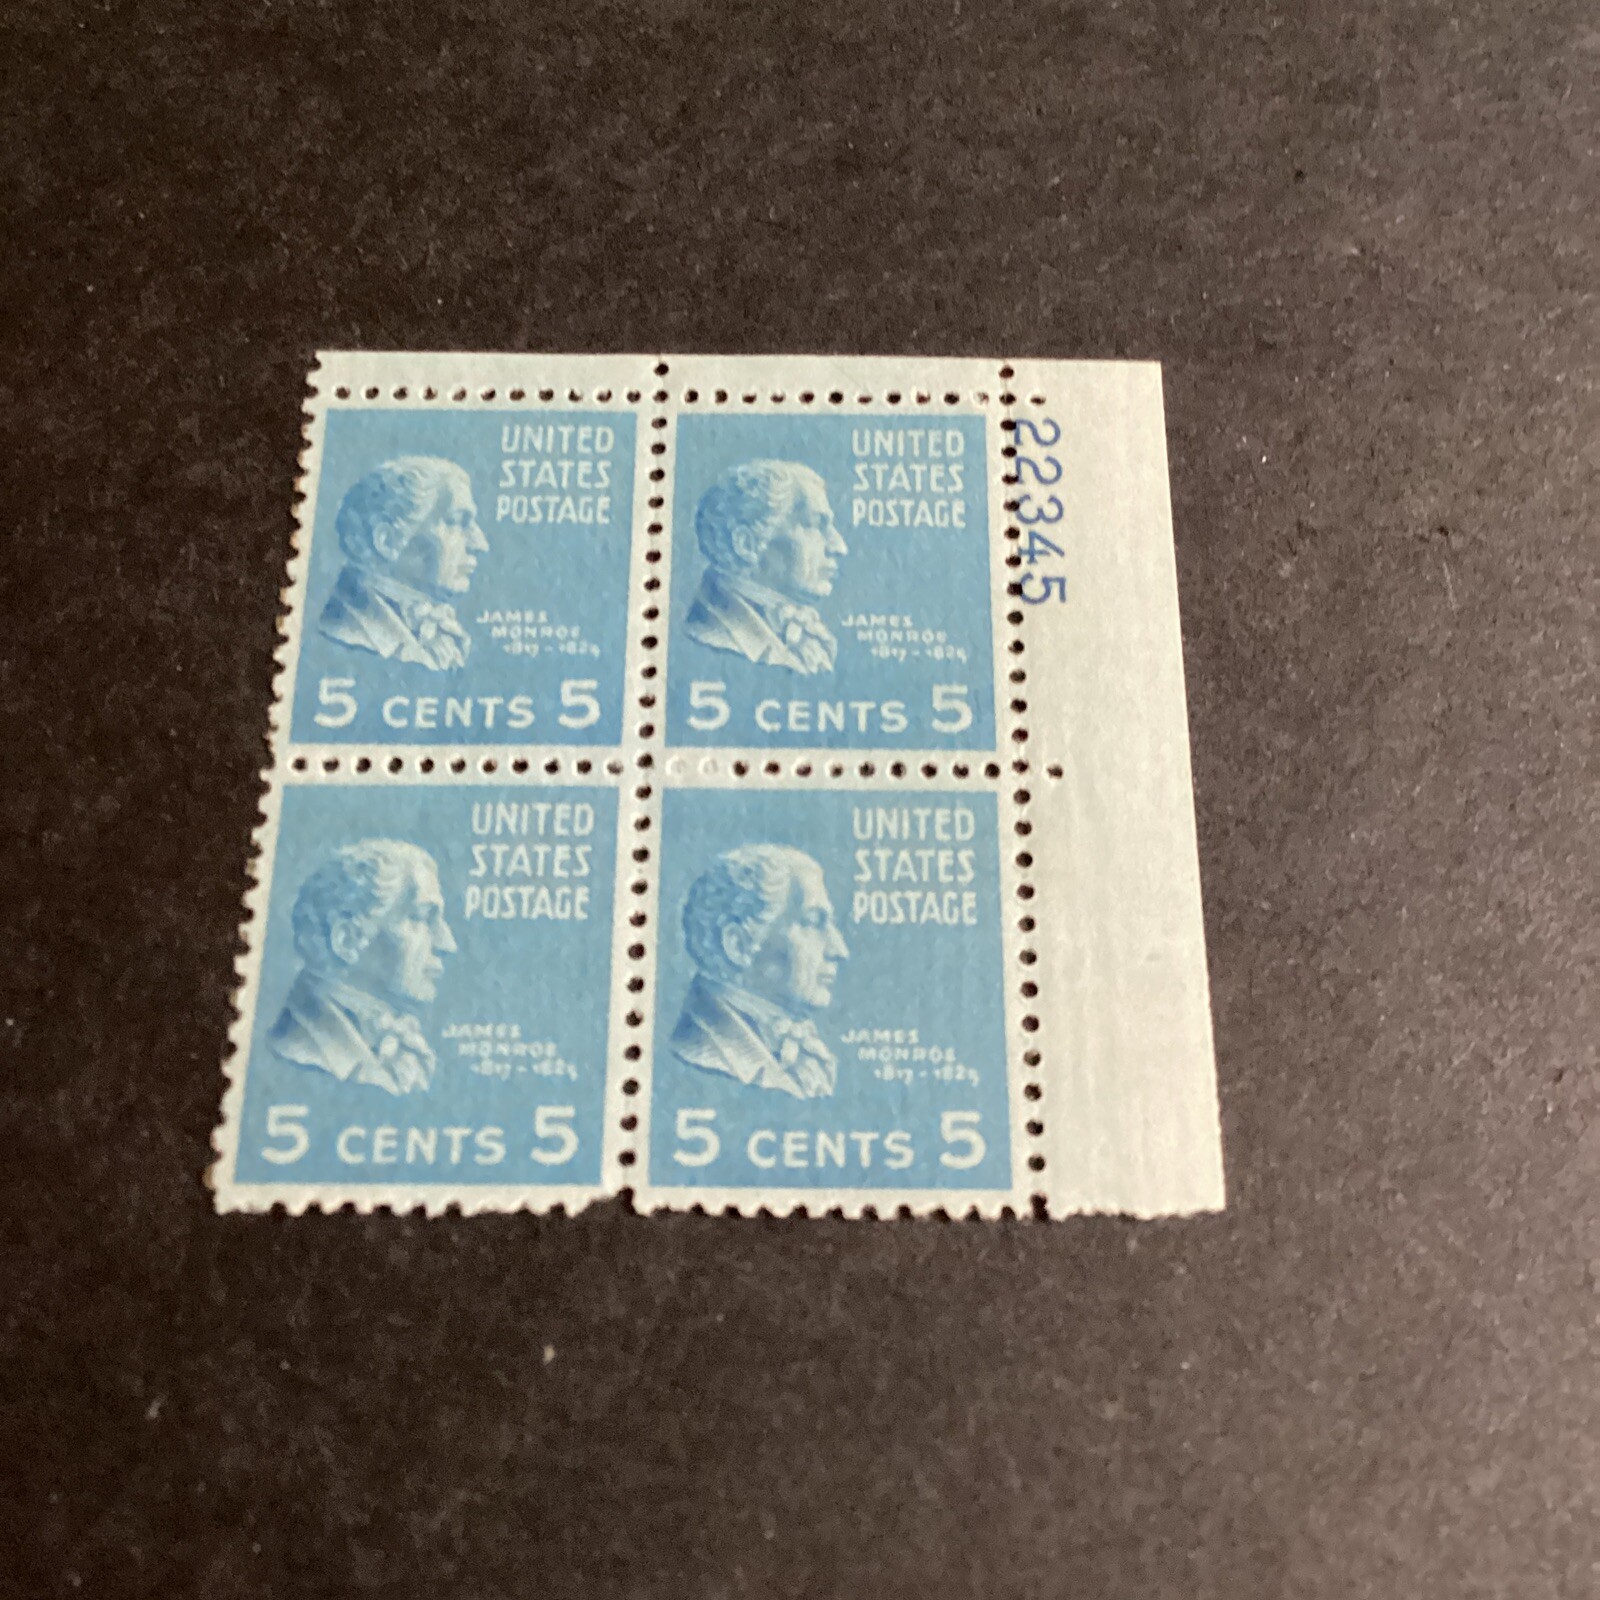 UNITED
STATES
POSTAGE
JAMES
MONROE
1817-1825
5 CENTS 5
UNITED
STATES
POSTAGE
JAMES
MONROE
1817-1825
5 CENTS 5
22345
UNITED
STATES
POSTAGE
JAMES
MONROE
1817-1825
5 CENTS 5
UNITED
STATES
POSTAGE
JAMES
MONROE
1817-1825
5 CENTS 5